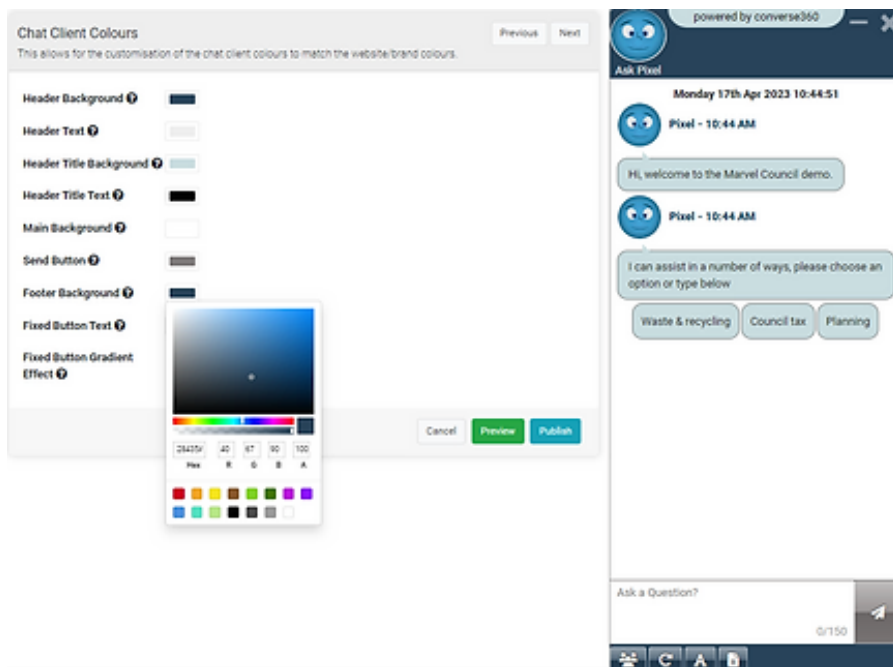 Chat Client Colours
Previous
Next
This allows for the customisation of the chat client colours to match the website/brand colours.
Header Background
Header Text
Header Title Background
Header Title Text
Main Background
Send Button
Footer Background
Fixed Button Text
Fixed Button Gradient
Effect
40
67
90
100
Hex
R
G
B
A
Cancel
Preview
Publish
powered by converse360
Ask Pixel
Monday 17th Apr 2023 10:44:51
Pixel - 10:44 AM
Hi, welcome to the Marvel Council demo.
Pixel - 10:44 AM
I can assist in a number of ways, please choose an
option or type below
Waste & recycling
Council tax
Planning
Ask a Question?
0/150
A